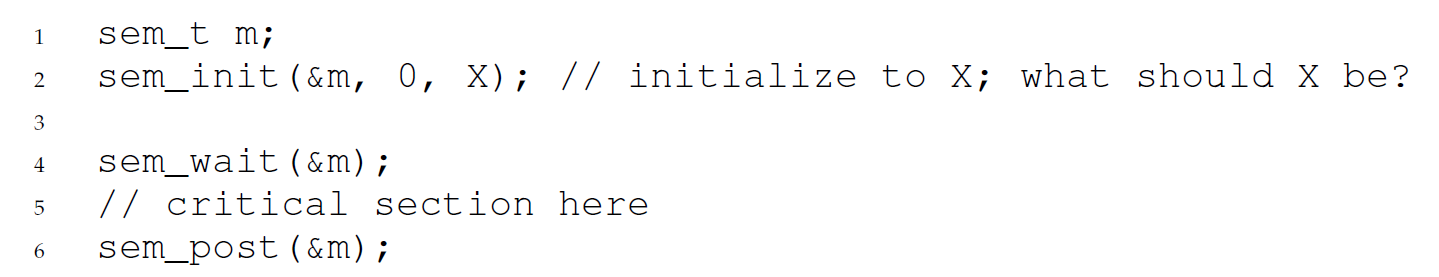 1 sem_t m;
2 sem_init(&m, 0, X); // initialize to X; what should X be?
3
4 sem_wait(&m);
5 // critical section here
6 sem_post(&m);